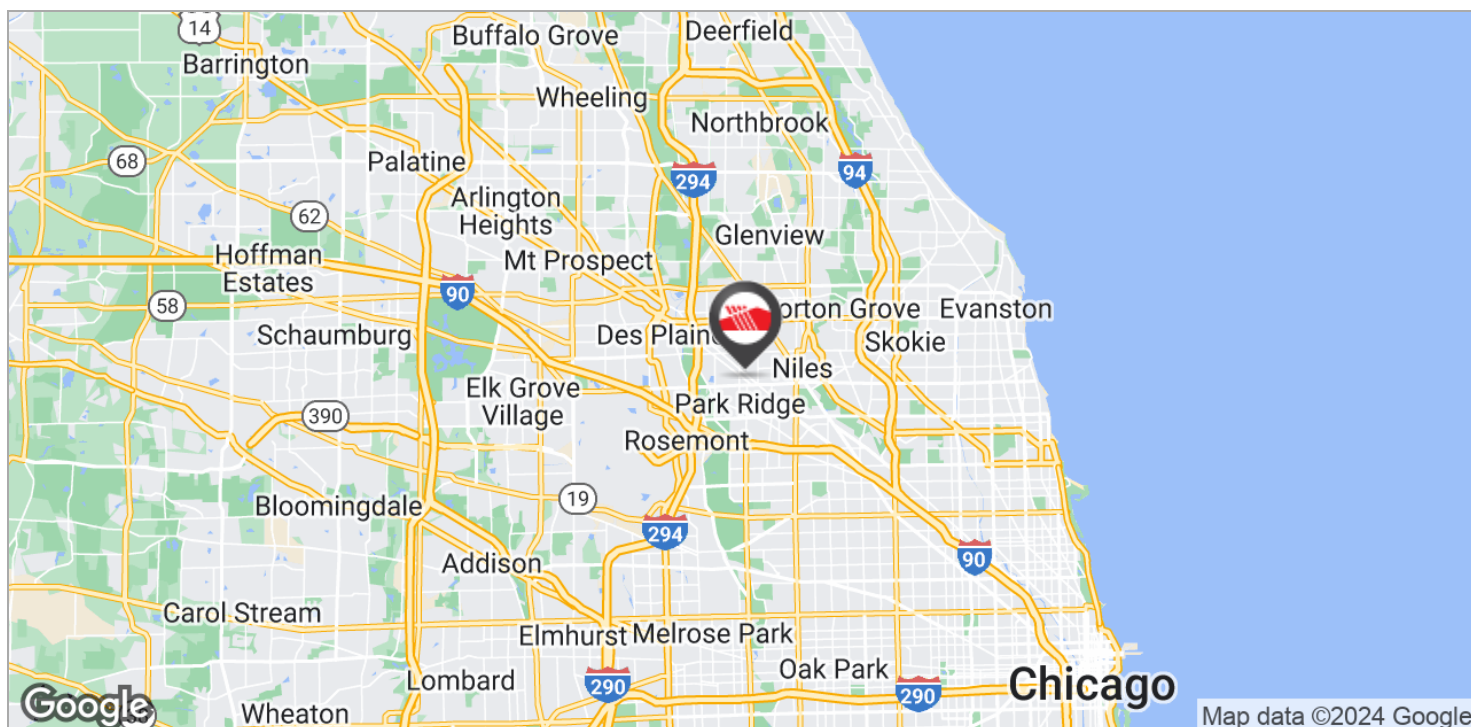 14
Deerfield
Buffalo Grove
Barrington
Wheeling
Northbrook
68
Palatine
294
94
Arlington
Heights
62
Glenview
Hoffman
Estates
Mt Prospect
90
58
orton Grove
Evanston
Schaumburg
Des Plaine
Skokie
Niles
Elk Grove
Village
Park Ridge
390
Rosemont
19
Bloomingdale
294
90
Addison
Carol Stream
Elmhurst
Melrose Park
Oak Park
Lombard
290
290
Chicago
Google
Wheaton
Map data ©2024 Google